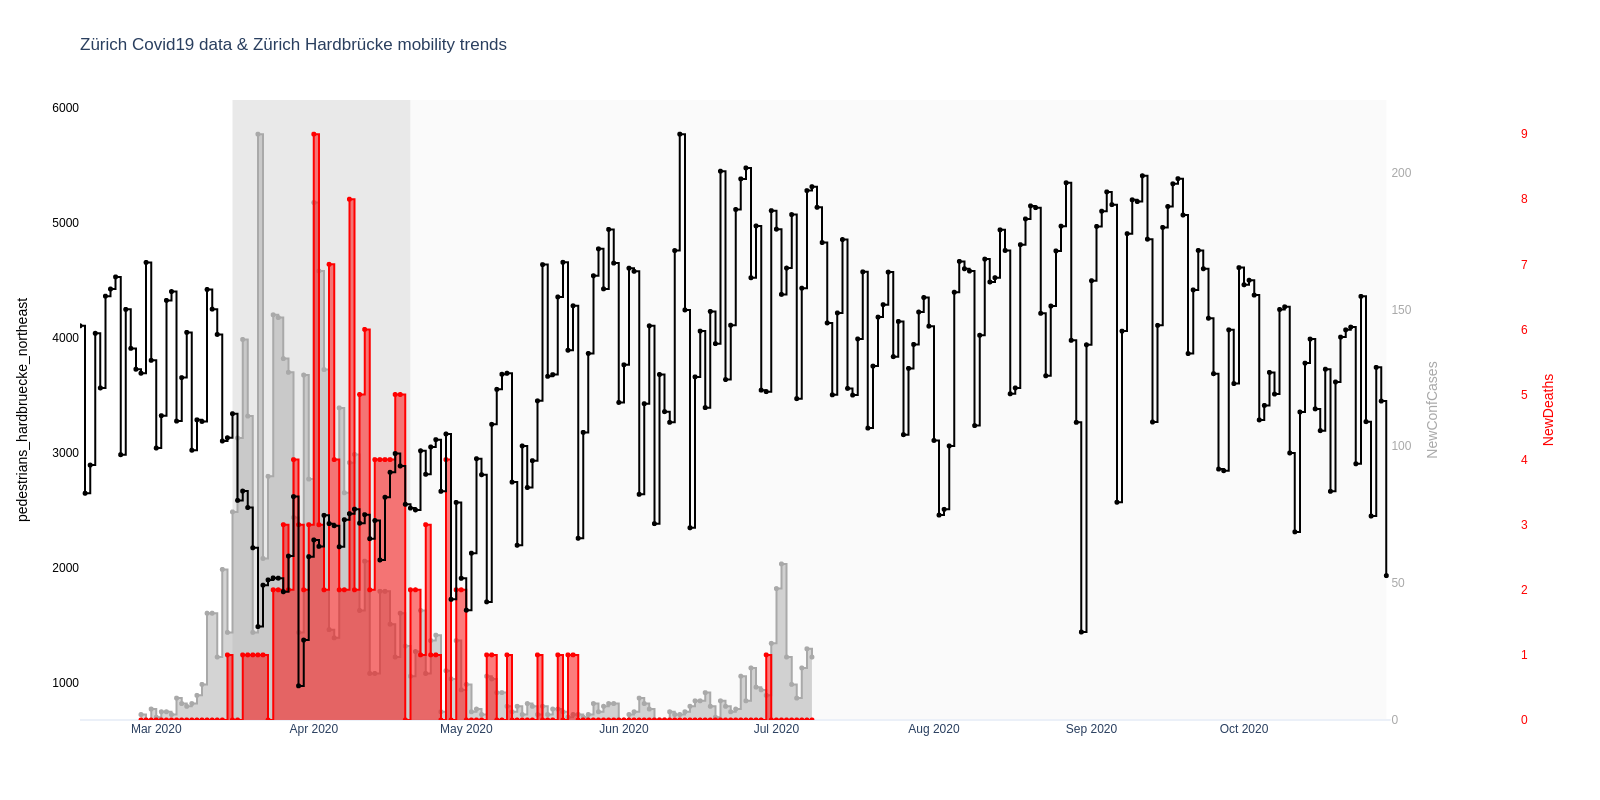 Zürich Covid19 data & Zürich Hardbrücke mobility trends
6000
5000
4000
3000
2000
1000
pedestrians_hardbruecke_northeast
200
150
100
50
0
NewConfCases
9
8
7
6
5
4
3
2
1
0
NewDeaths
Mar 2020
Apr 2020
May 2020
Jun 2020
Jul 2020
Aug 2020
Sep 2020
Oct 2020